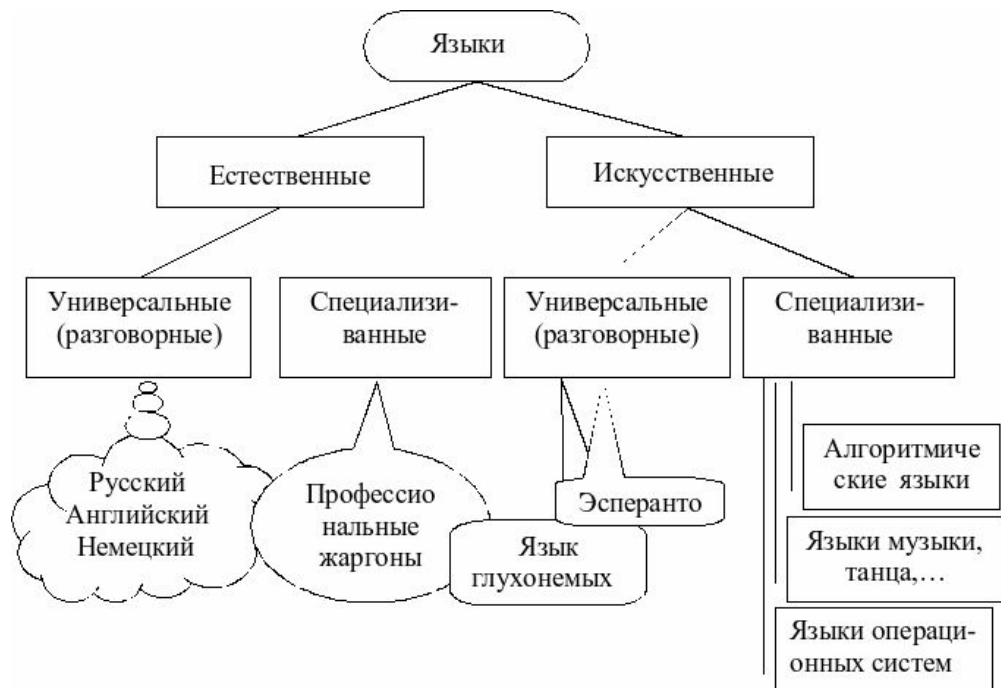 Языки
Естественные
Искусственные
Универсальные
(разговорные)
Специализи-
ванные
Универсальные
(разговорные)
Специализи-
ванные
Русский
Английский
Немецкий
Профессио
нальные
жаргоны
Язык
глухонемых
Эсперанто
Алгоритмиче
ские языки
Языки музыки,
танца,…
Языки операци-
онных систем